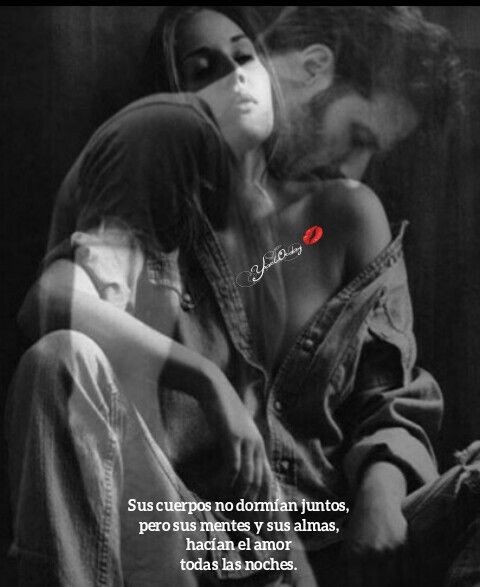 Sus cuerpos no dormían juntos,
pero sus mentes y sus almas,
hacían el amor
todas las noches.